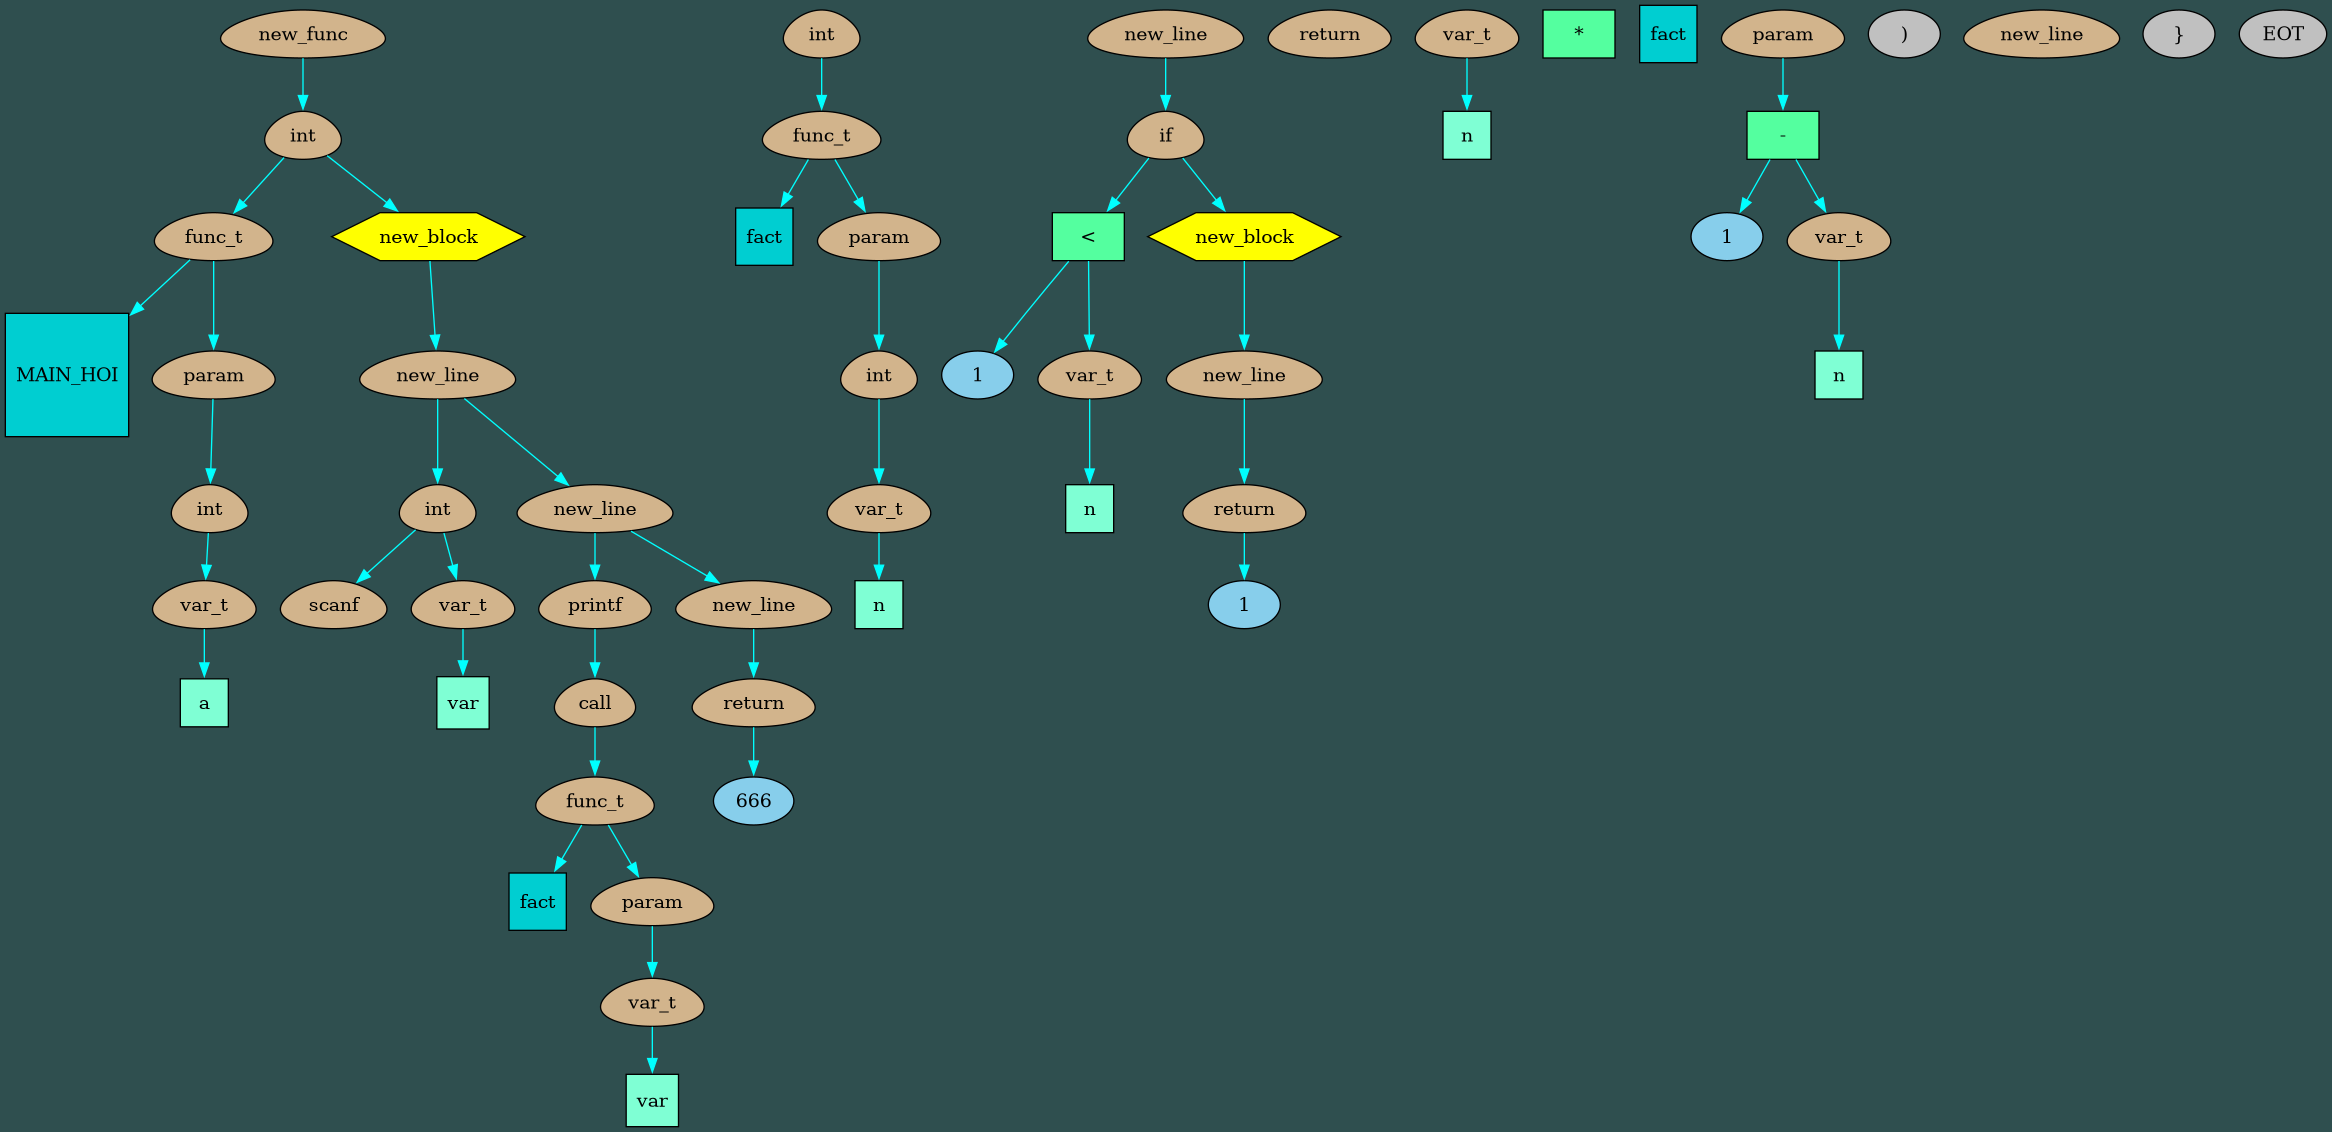 new_func int new_line return var_t * fact param ) new_line } EOT
int func_t if n -
func_t new_block fact param < new_block 1 var_t
MAIN_HOI param new_line int 1 var_t new_line n
int int new_line var_t n return
var_t scanf var_t printf new_line n 1
a var call return
func_t 666
fact param
var_t
var